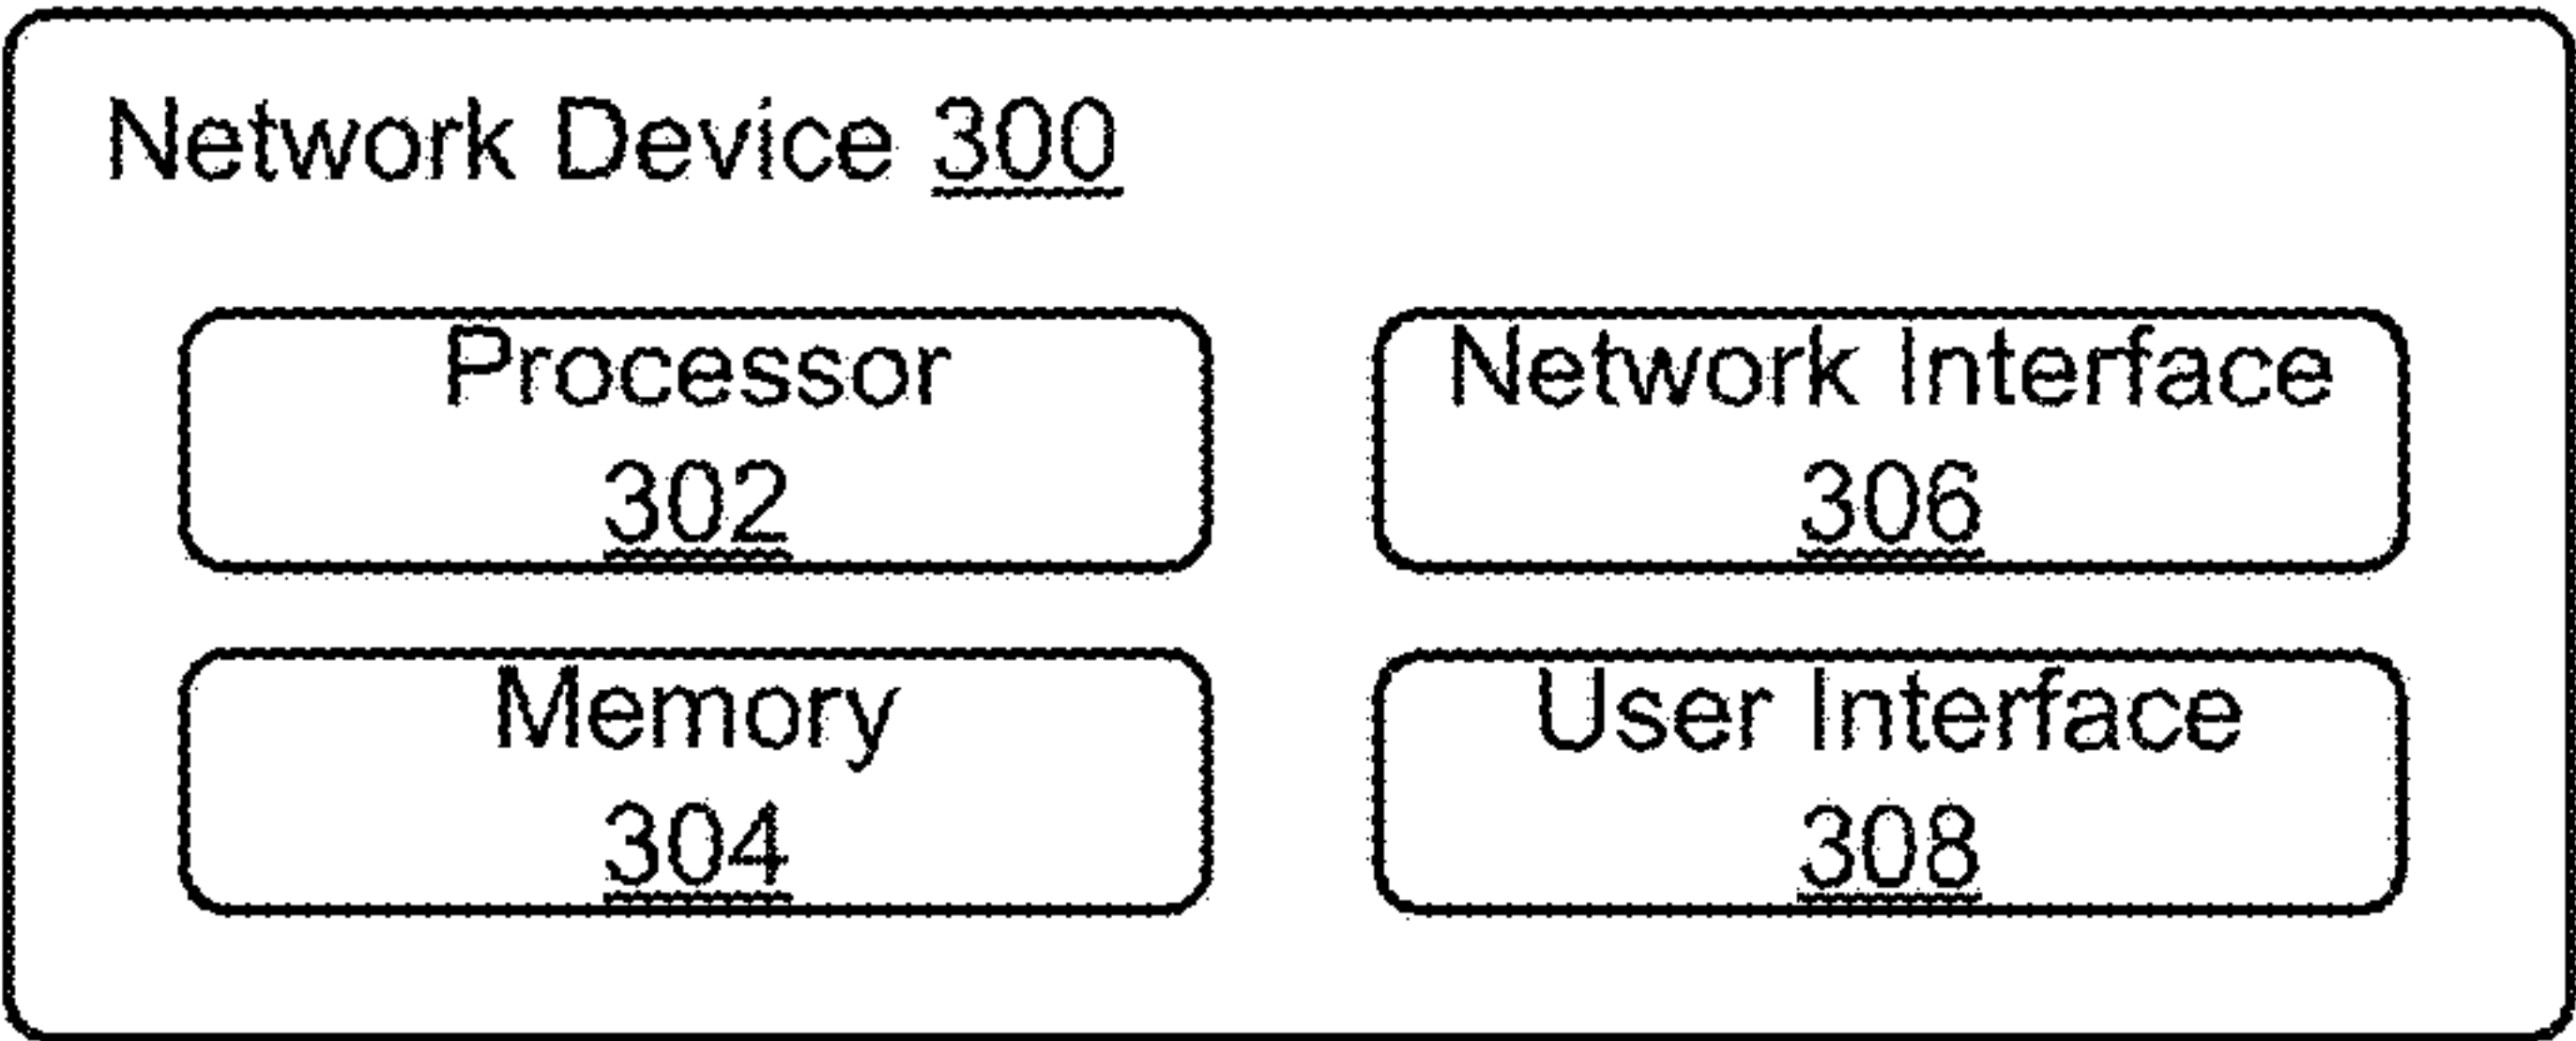 Network Device 300
Processor
302
Network Interface
306
Memory
304
User Interface
308